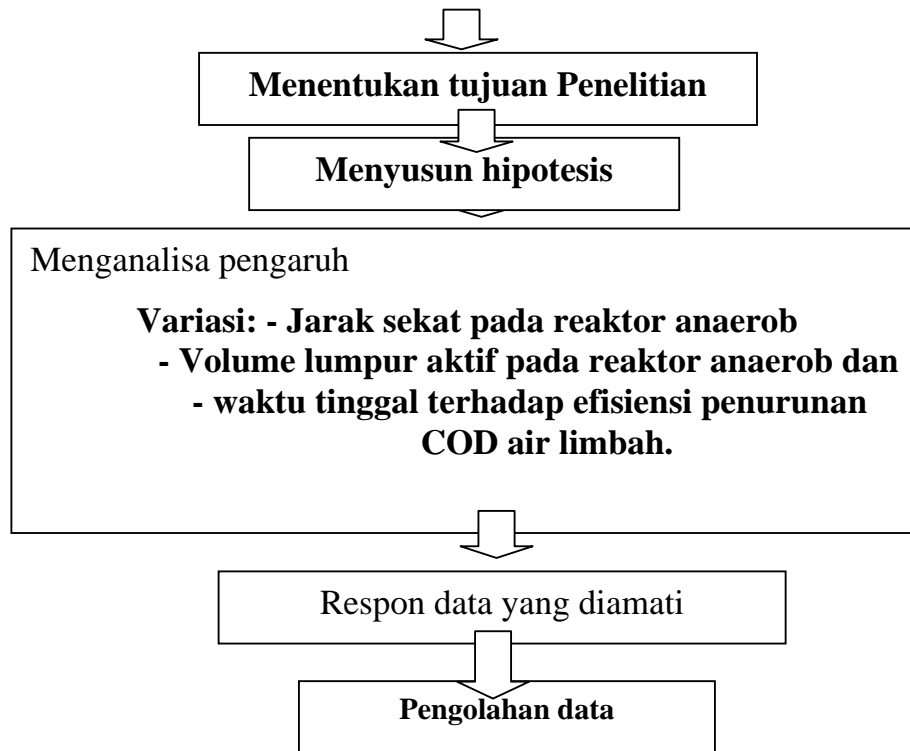 Menentukan tujuan Penelitian
Menyusun hipotesis
Menganalisa pengaruh
Variasi: - Jarak sekat pada reaktor anaerob
- Volume lumpur aktif pada reaktor anaerob dan
- waktu tinggal terhadap efisiensi penurunan
COD air limbah.
Respon data yang diamati
Pengolahan data